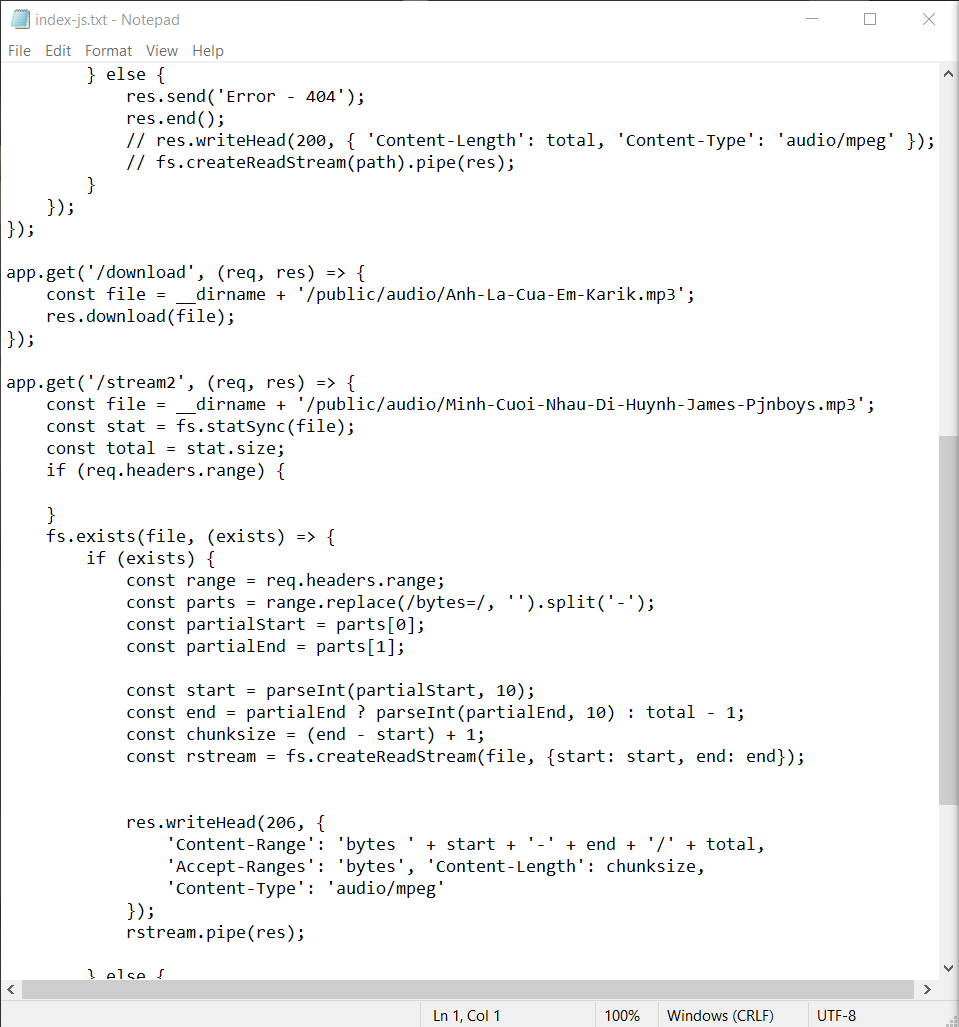 index-js.txt - Notepad
File Edit Format View Help
        } else {
            res.send('Error - 404');
            res.end();
            // res.writeHead(200, { 'Content-Length': total, 'Content-Type': 'audio/mpeg' });
            // fs.createReadStream(path).pipe(res);
        }
    });
});

app.get('/download', (req, res) => {
    const file = __dirname + '/public/audio/Anh-La-Cua-Em-Karik.mp3';
    res.download(file);
});

app.get('/stream2', (req, res) => {
    const file = __dirname + '/public/audio/Minh-Cuoi-Nhau-Di-Huynh-James-Pjnboys.mp3';
    const stat = fs.statSync(file);
    const total = stat.size;
    if (req.headers.range) {

    }
    fs.exists(file, (exists) => {
        if (exists) {
            const range = req.headers.range;
            const parts = range.replace(/bytes=/, '').split('-');
            const partialStart = parts[0];
            const partialEnd = parts[1];

            const start = parseInt(partialStart, 10);
            const end = partialEnd ? parseInt(partialEnd, 10) : total - 1;
            const chunksize = (end - start) + 1;
            const rstream = fs.createReadStream(file, {start: start, end: end});


            res.writeHead(206, {
                'Content-Range': 'bytes ' + start + '-' + end + '/' + total,
                'Accept-Ranges': 'bytes', 'Content-Length': chunksize,
                'Content-Type': 'audio/mpeg'
            });
            rstream.pipe(res);

        } else {
Ln 1, Col 1 100% Windows (CRLF) UTF-8